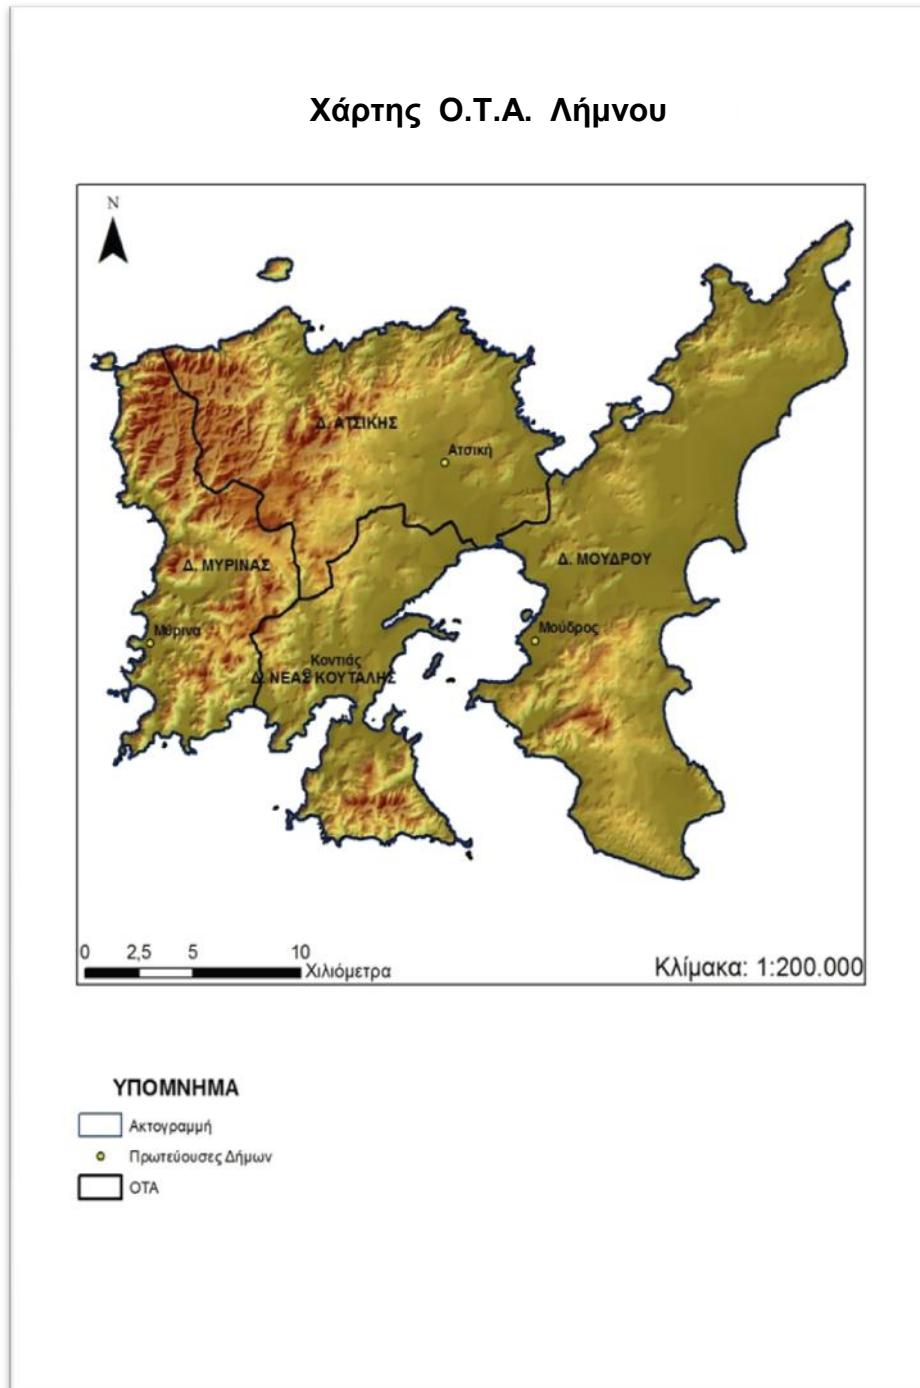 Χάρτης Ο.Τ.Α. Λήμνου
N
Δ. ΑΤΣΙΚΗΣ
Ατσική
Δ. ΜΟΥΔΡΟΥ
Δ. ΜΥΡΙΝΑΣ
Μύρινα
Μούδρος
Κοντιάς
Δ. ΝΕΑΣ ΚΟΥΤΑΛΗΣ
0 2,5 5 10
Χιλιόμετρα
Κλίμακα: 1:200.000
ΥΠΟΜΝΗΜΑ
Ακτογραμμή
Πρωτεύουσες Δήμων
ΟΤΑ